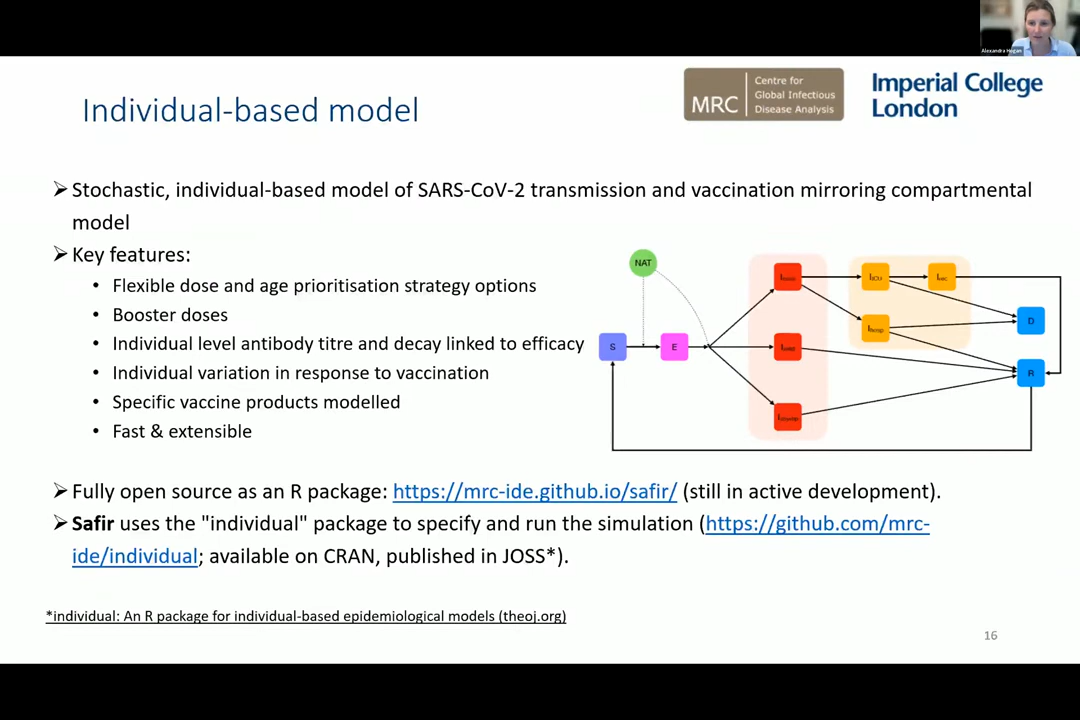 Alexandra Hogan
Individual-based model
MRC
Centre for
Global Infectious
Disease Analysis
Imperial College
London
➢Stochastic, individual-based model of SARS-CoV-2 transmission and vaccination mirroring compartmental
model
➢Key features:
• Flexible dose and age prioritisation strategy options
• Booster doses
• Individual level antibody titre and decay linked to efficacy
• Individual variation in response to vaccination
• Specific vaccine products modelled
• Fast & extensible
NAT
S
E
D
R
➢Fully open source as an R package: https://mrc-ide.github.io/safir/ (still in active development).
➢Safir uses the "individual" package to specify and run the simulation (https://github.com/mrc-
ide/individual; available on CRAN, published in JOSS*).
*individual: An R package for individual-based epidemiological models (theoj.org)
16